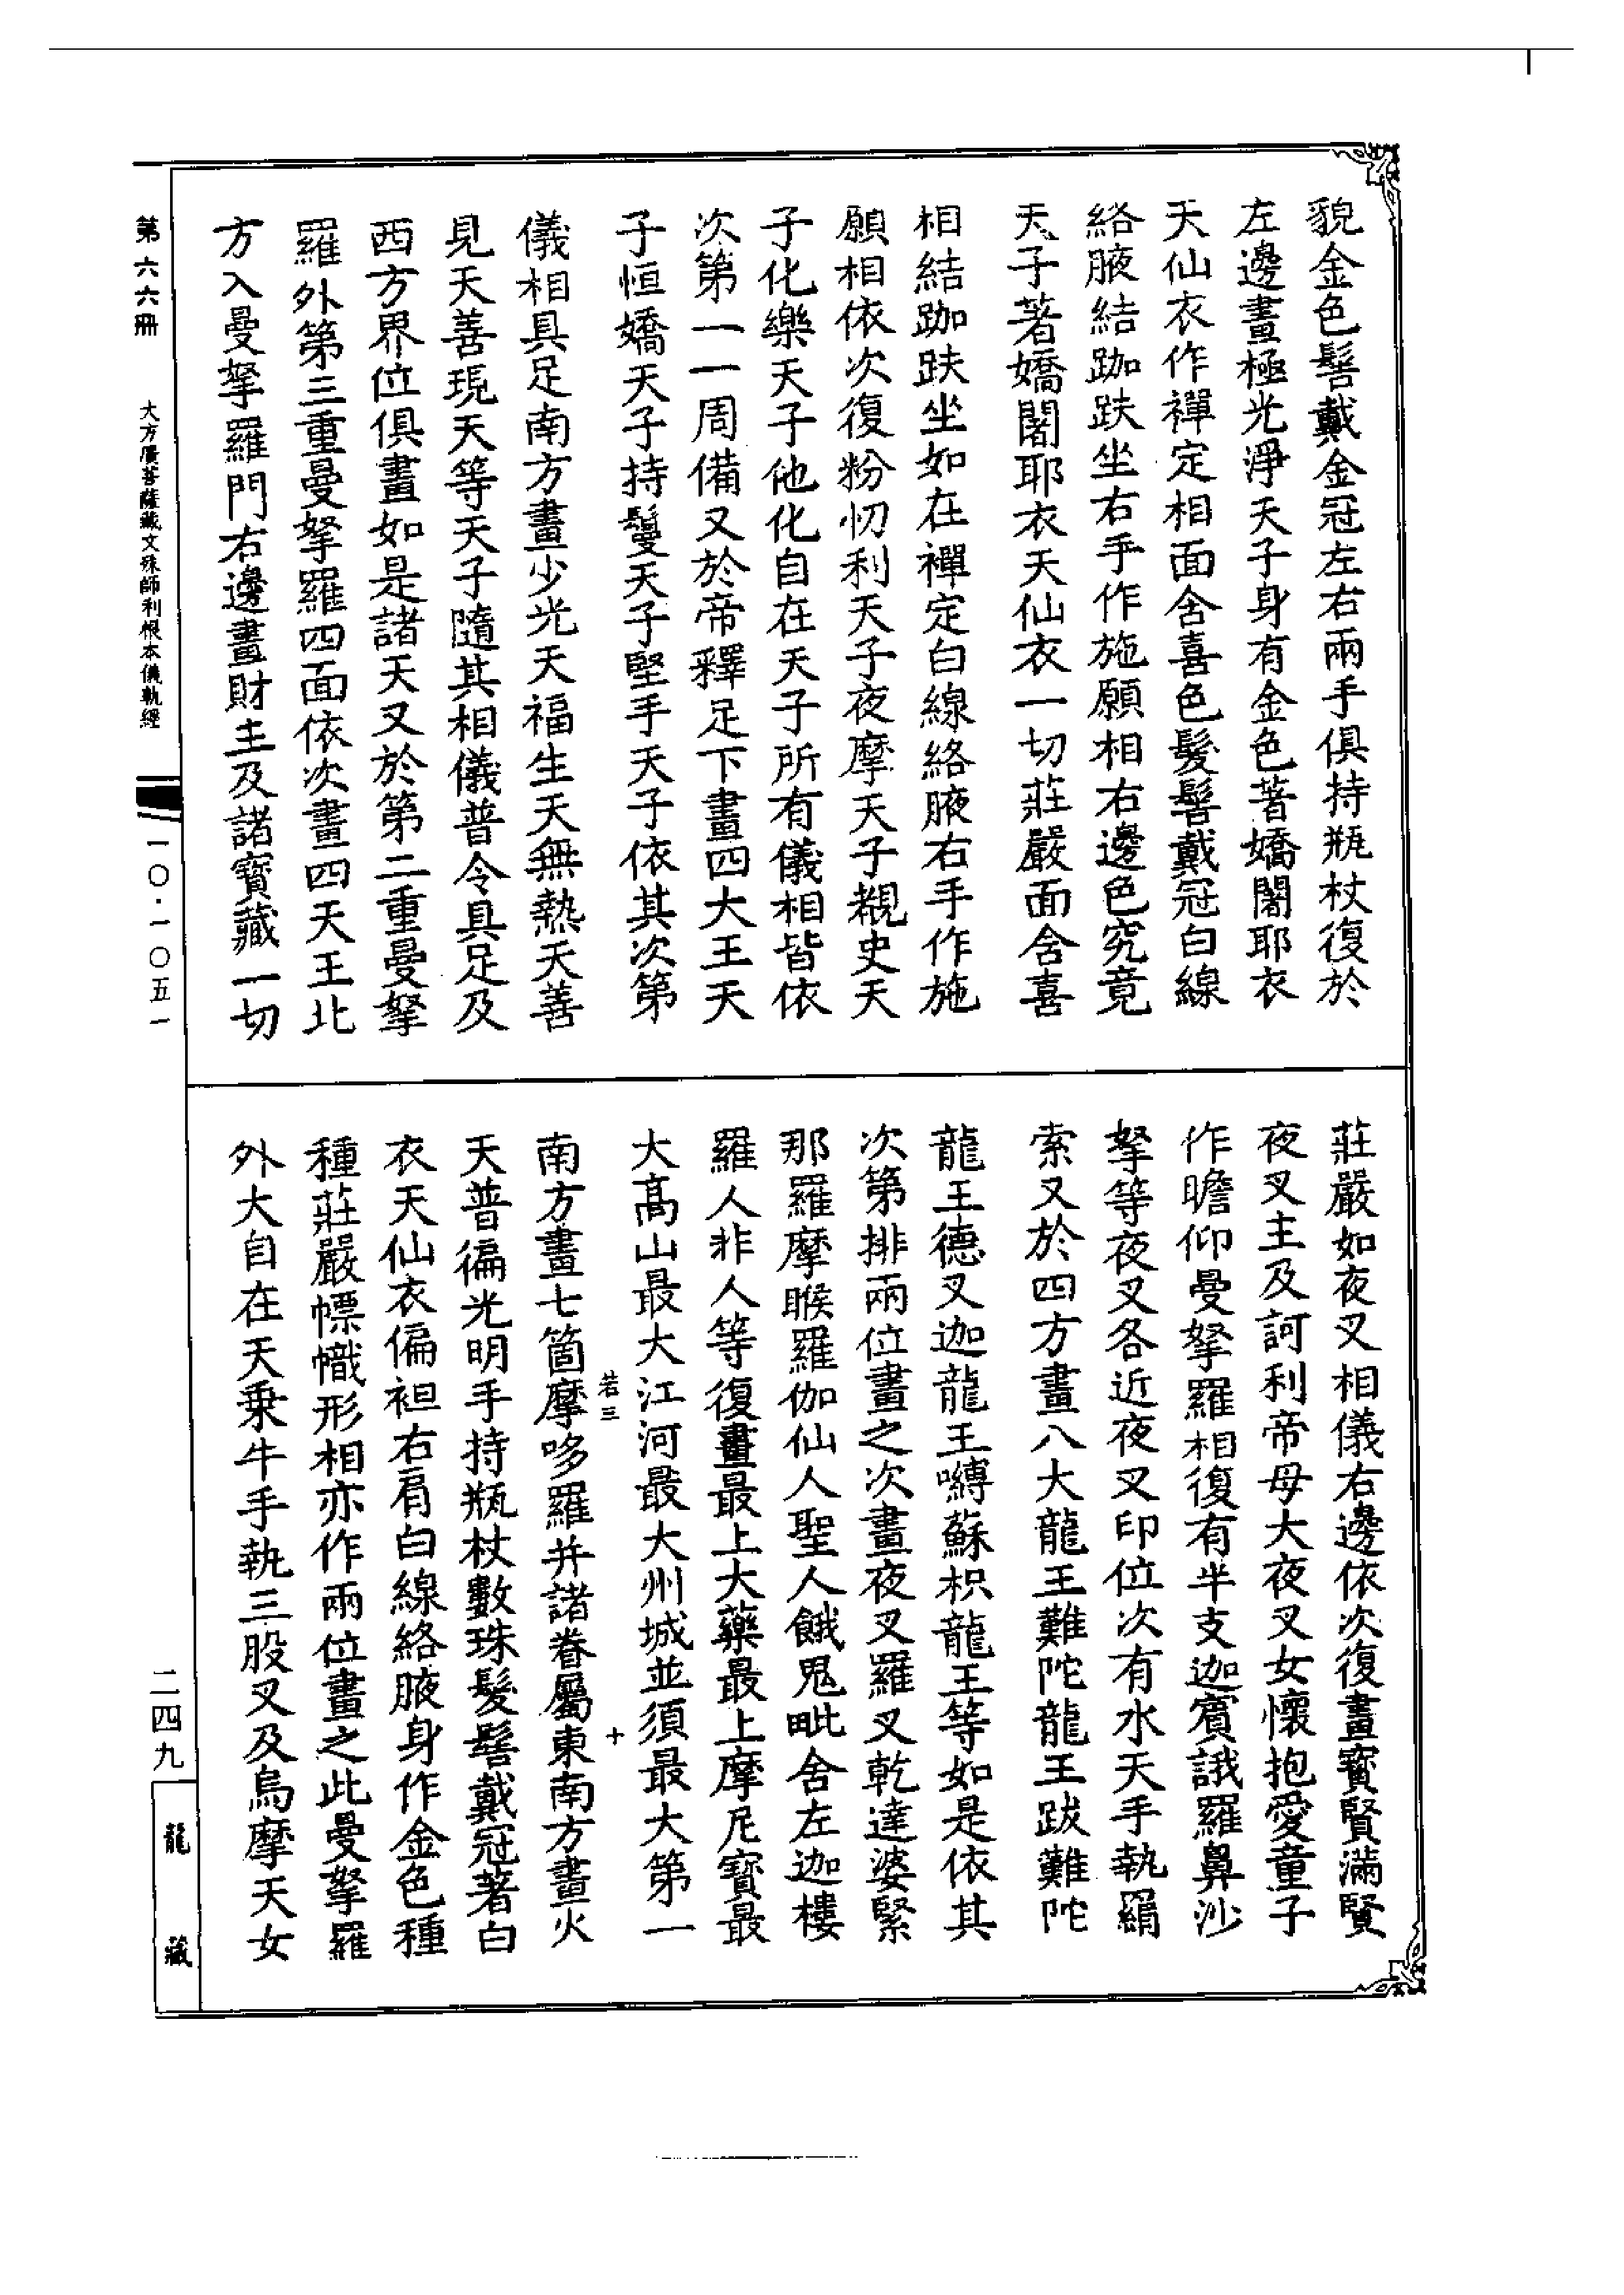 貌金色髻戴金冠左右兩手俱持瓶杖復於
左邊畫極光淨天子身有金色著嬌闍耶衣
天仙衣作禪定相面含喜色髮髻戴冠白線
絡腋結跏趺坐右手作施願相右邊色究竟
天子著嬌闍耶衣天仙衣一切莊嚴面含喜
相結跏趺坐如在禪定白線絡腋右手作施
願相依次復粉忉利天子夜摩天子覩史天
子化樂天子他化自在天子所有儀相皆依
次第一一周備又於帝釋足下畫四大王天
子恒嬌天子持鬘天子堅手天子依其次第
儀相具足南方畫少光天福生天無熱天善
見天善現天等天子隨其相儀普令具足及
西方界位俱畫如是諸天又於第二重曼拏
羅外第三重曼拏羅四面依次畫四天王北
方入曼拏羅門右邊畫財主及諸寶藏一切
莊嚴如夜叉相儀右邊依次復畫寶賢滿賢
夜叉主及訶利帝母大夜叉女懷抱愛童子
作瞻仰曼拏羅相復有半支迦賓誐羅鼻沙
拏等夜叉各近夜叉印位次有水天手執羂
索又於四方畫八大龍王難陀龍王跋難陀
龍王德叉迦龍王嚩蘇枳龍王等如是依其
次第排兩位畫之次畫夜叉羅叉乾達婆緊
那羅摩睺羅伽仙人聖人餓鬼毗舍左迦樓
羅人非人等復畫最上大藥最上摩尼寶最
大高山最大江河最大州城並須最大第一
若三
十
南方畫七箇摩哆羅并諸眷屬東南方畫火
天普徧光明手持瓶杖數珠髮髻戴冠著白
衣天仙衣偏袒右肩白線絡腋身作金色種
種莊嚴幖幟形相亦作兩位畫之此曼拏羅
外大自在天乘牛手執三股叉及烏摩天女
第六六冊
大方廣菩薩藏文殊師利根本儀軌經
一〇·一〇五一
二四九
龍藏